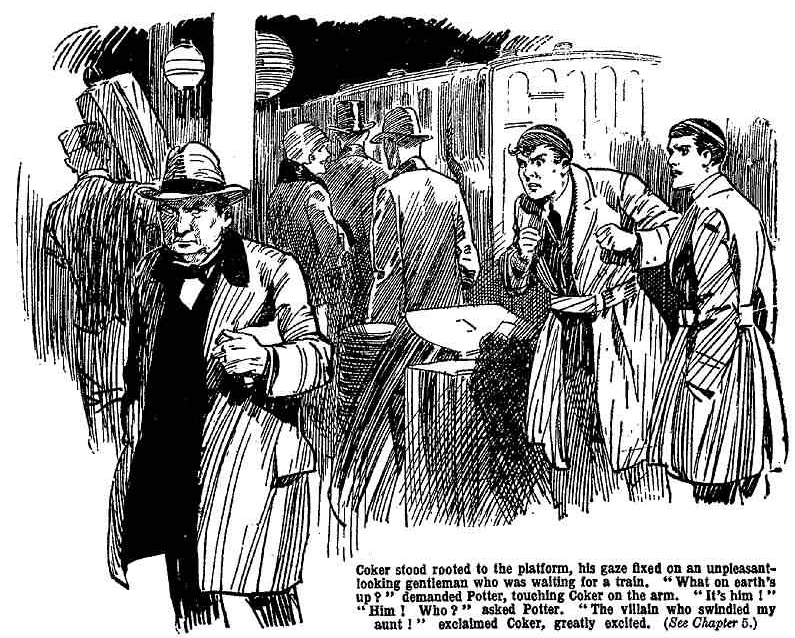 Coker stood rooted to the platform, his gaze fixed on an unpleasant-
looking gentleman who was waiting for a train. “What on earth’s
up?” demanded Potter, touching Coker on the arm. “It’s him!”
“Him! Who?” asked Potter. “The villain who swindled my
aunt!” exclaimed Coker, greatly excited. (See Chapter 5.)